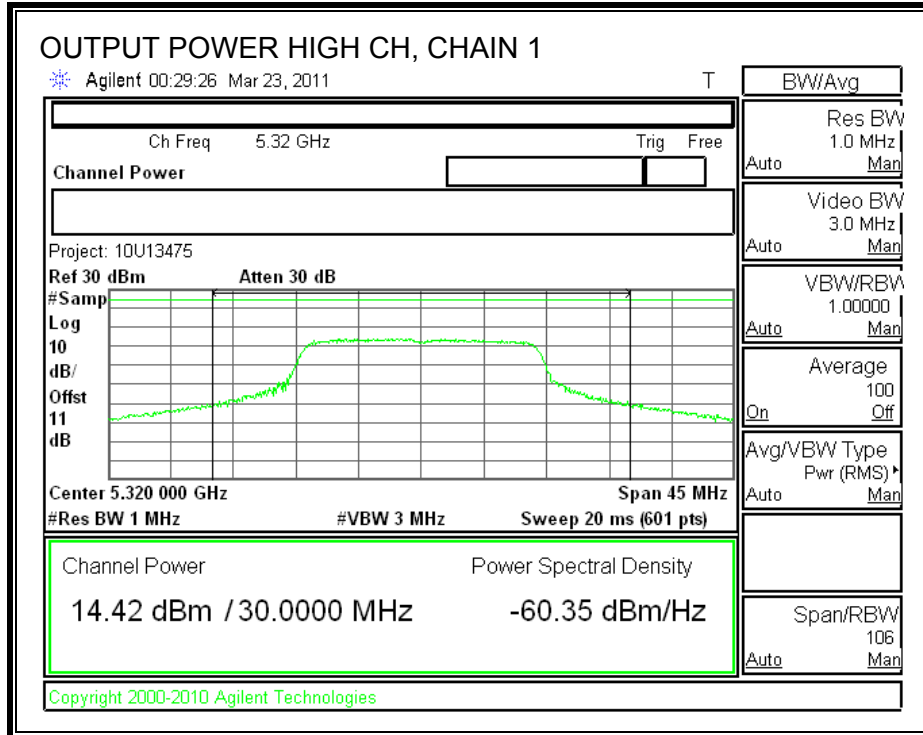 OUTPUT POWER HIGH CH, CHAIN 1
Agilent 00:29:26 Mar 23, 2011 T
Ch Freq 5.32 GHz Trig Free
Channel Power
Project: 10U13475
Ref 30 dBm Atten 30 dB
#Samp
Log
10
dB/
Offst
11
dB
Center 5.320 000 GHz Span 45 MHz
#Res BW 1 MHz #VBW 3 MHz Sweep 20 ms (601 pts)
Channel Power Power Spectral Density
14.42 dBm / 30.0000 MHz -60.35 dBm/Hz
Copyright 2000-2010 Agilent Technologies
BW/Avg
Res BW
1.0 MHz
Auto Man
Video BW
3.0 MHz
Auto Man
VBW/RBW
1.00000
Auto Man
Average
100
On Off
Avg/VBW Type
Pwr (RMS)
Auto Man
Span/RBW
106
Auto Man